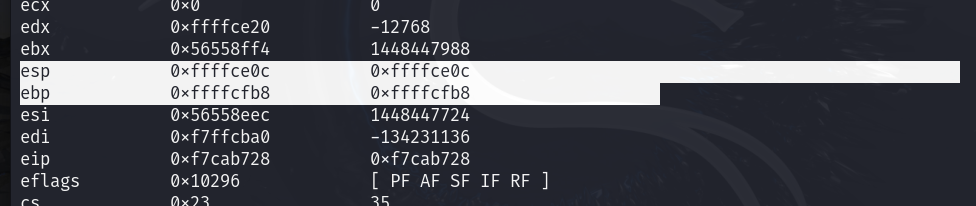 ecx 0x0 0
edx 0xffffce20 -12768
ebx 0x56558ff4 1448447988
esp 0xffffce0c 0xffffce0c
ebp 0xffffcfb8 0xffffcfb8
esi 0x56558eec 1448447724
edi 0xf7ffcba0 -134231136
eip 0xf7cab728 0xf7cab728
eflags 0x10296 [ PF AF SF IF RF ]
cs 0x23 35